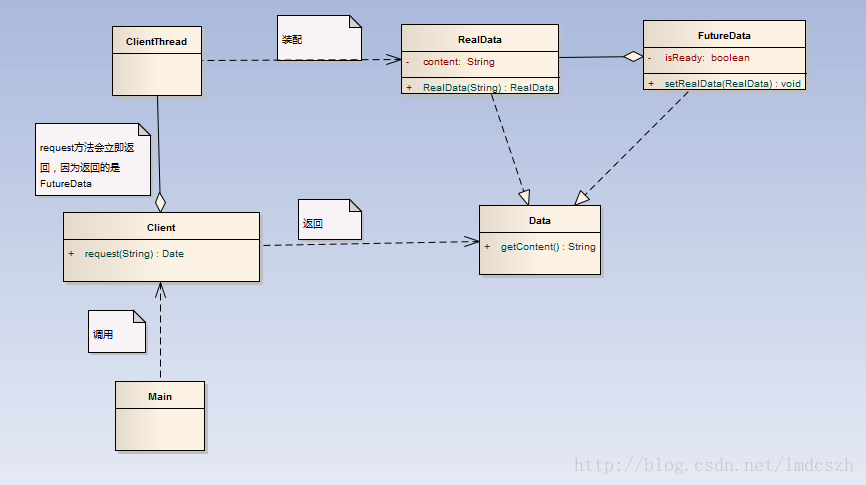 ClientThread
装配
RealData
- content: String
+ RealData(String) : RealData
FutureData
- isReady: boolean
+ setRealData(RealData) : void
request方法会立即返
回，因为返回的是
FutureData
Client
+ request(String) : Date
返回
Data
+ getContent() : String
调用
Main
http://blog.csdn.net/lmdcszh